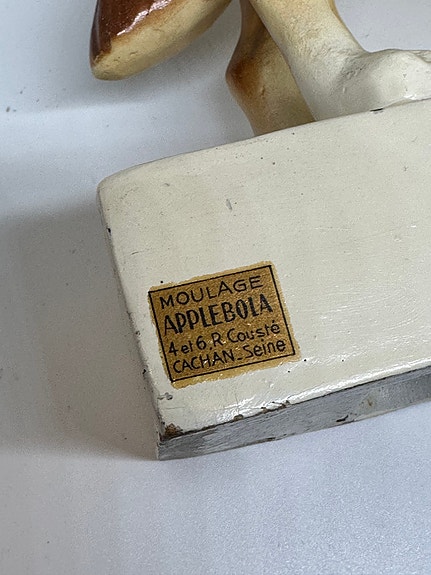 MOULAGE
APPLEBOLA
4 et 6, R. Cousté
CACHAN. Seine